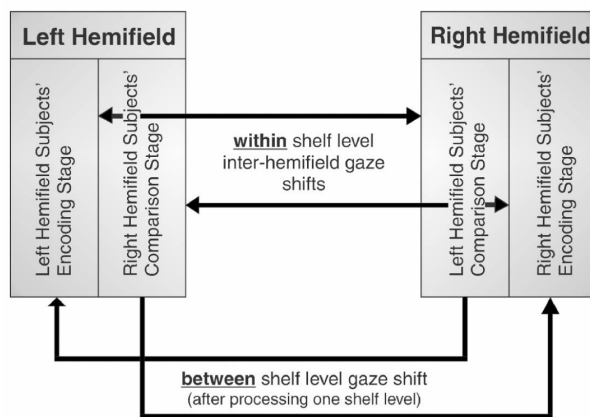 Left Hemifield
Right Hemifield
Left Hemifield Subjects'
Encoding Stage
Right Hemifield Subjects'
Comparison Stage
within shelf level
inter-hemifield gaze
shifts
Left Hemifield Subjects'
Comparison Stage
Right Hemifield Subjects'
Encoding Stage
between shelf level gaze shift
(after processing one shelf level)